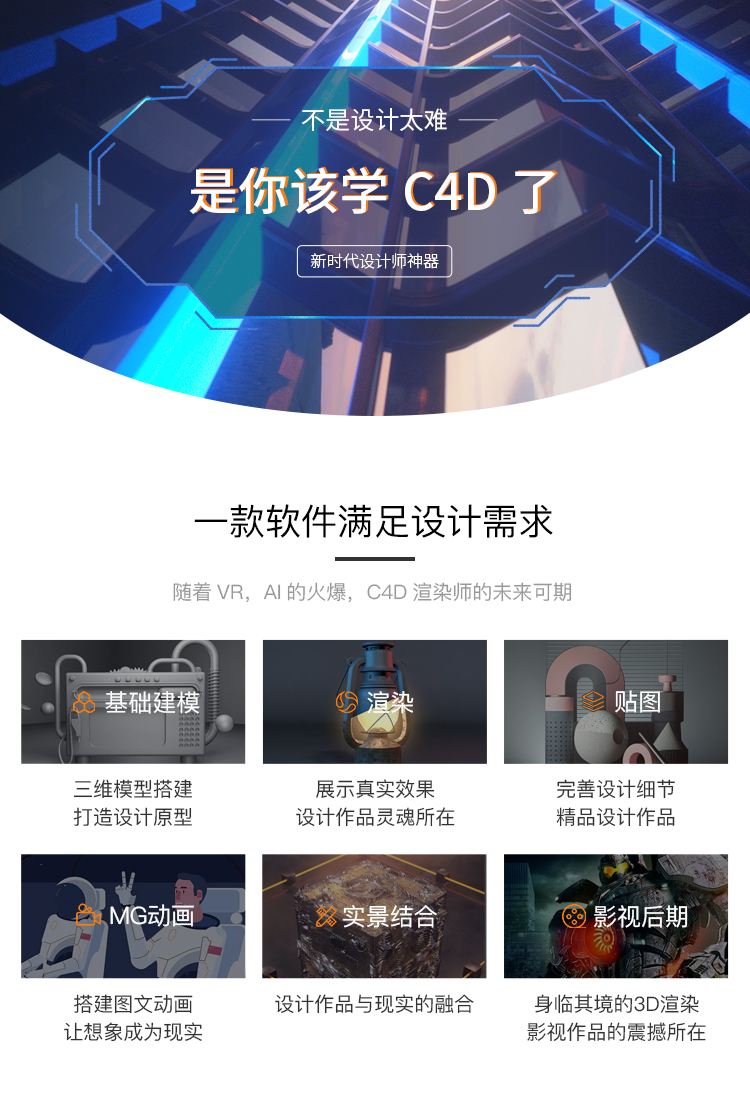 不是设计太难
是你该学 C4D 了
新时代设计师神器
一款软件满足设计需求
随着 VR，AI 的火爆，C4D 渲染师的未来可期
基础建模
渲染
贴图
三维模型搭建
打造设计原型
展示真实效果
设计作品灵魂所在
完善设计细节
精品设计作品
MG动画
实景结合
影视后期
搭建图文动画
让想象成为现实
设计作品与现实的融合
身临其境的3D渲染
影视作品的震撼所在